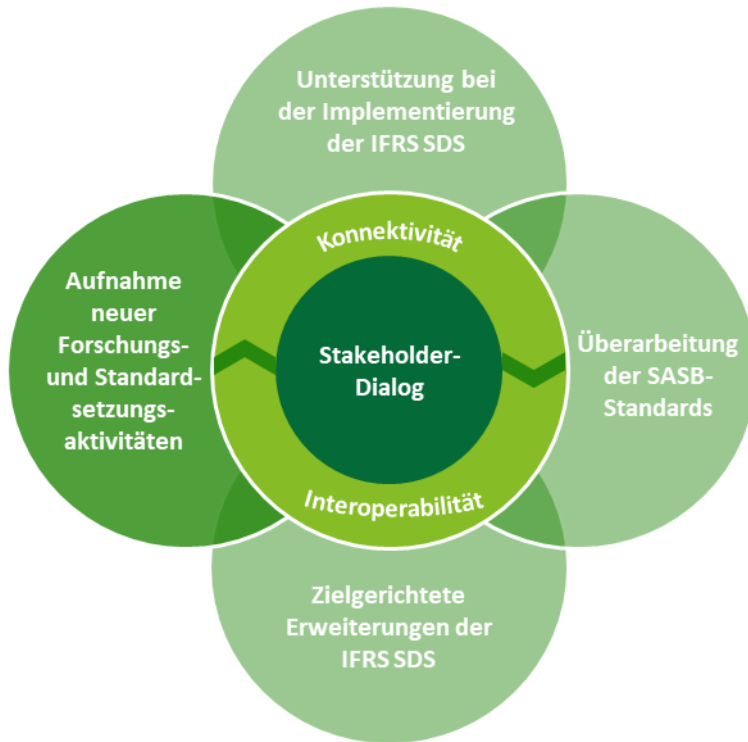 Unterstützung bei
der Implementierung
der IFRS SDS
Konnektivität
Aufnahme
neuer
Forschungs-
und Standard-
setzungs-
aktivitäten
Stakeholder-
Dialog
Überarbeitung
der SASB-
Standards
Interoperabilität
Zielgerichtete
Erweiterungen der
IFRS SDS